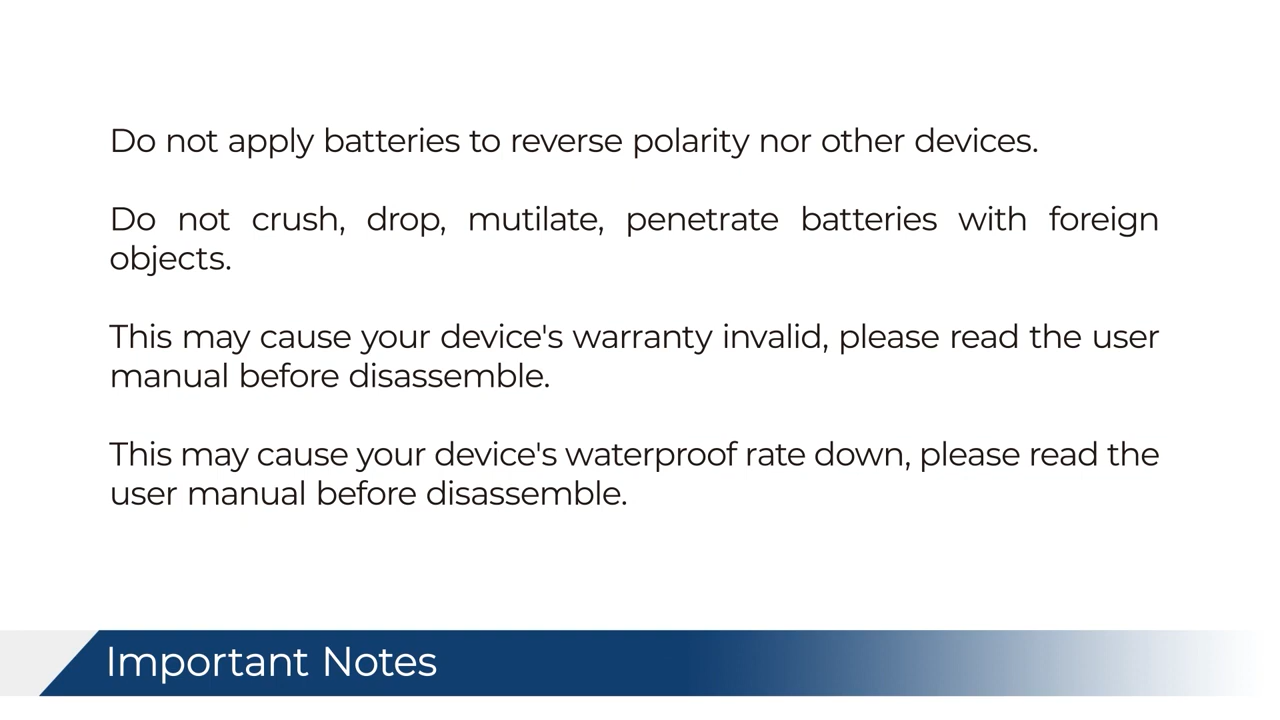 Do not apply batteries to reverse polarity nor other devices.
Do not crush, drop, mutilate, penetrate batteries with foreign
objects.
This may cause your device's warranty invalid, please read the user
manual before disassemble.
This may cause your device's waterproof rate down, please read the
user manual before disassemble.
Important Notes